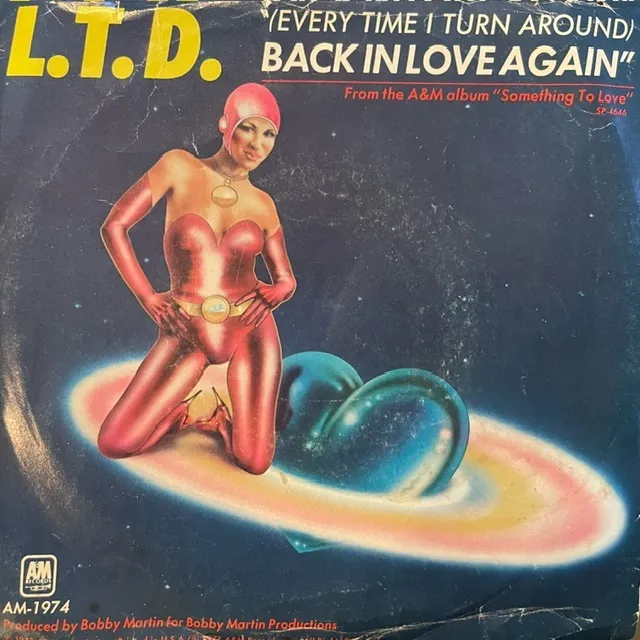 L.T.D.
"(EVERY TIME I TURN AROUND)
BACK IN LOVE AGAIN"
From the A&M album "Something To Love"
SP-4646
A&M
RECORDS
AM-1974
Produced by Bobby Martin for Bobby Martin Productions